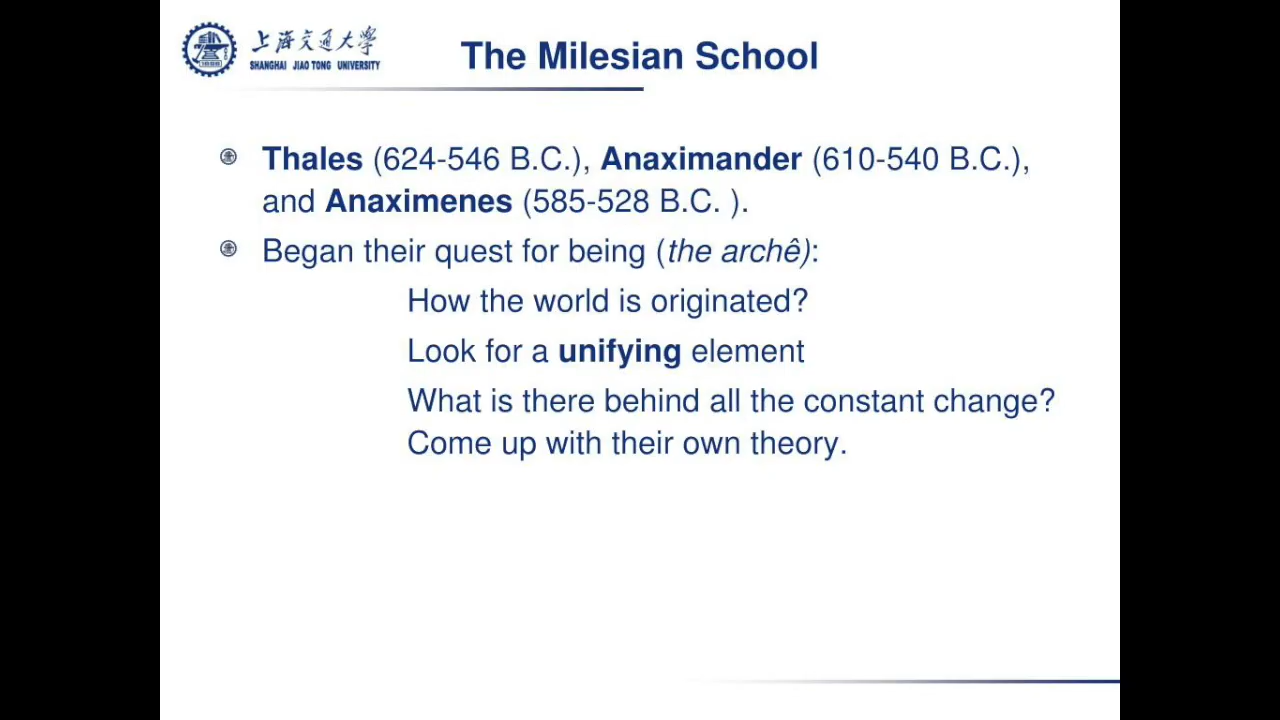 上海交通大学
SHANGHAI JIAO TONG UNIVERSITY
The Milesian School
Thales (624-546 B.C.), Anaximander (610-540 B.C.),
and Anaximenes (585-528 B.C. ).
Began their quest for being (the archê):
How the world is originated?
Look for a unifying element
What is there behind all the constant change?
Come up with their own theory.